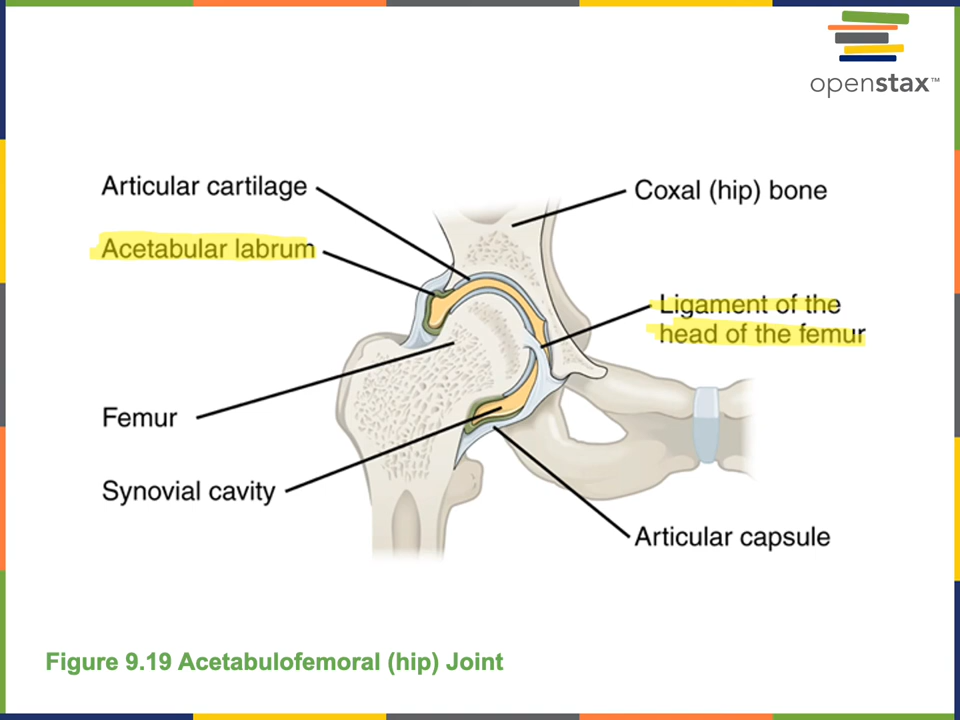 openstax™
Articular cartilage
Coxal (hip) bone
Acetabular labrum
Ligament of the
head of the femur
Femur
Synovial cavity
Articular capsule
Figure 9.19 Acetabulofemoral (hip) Joint